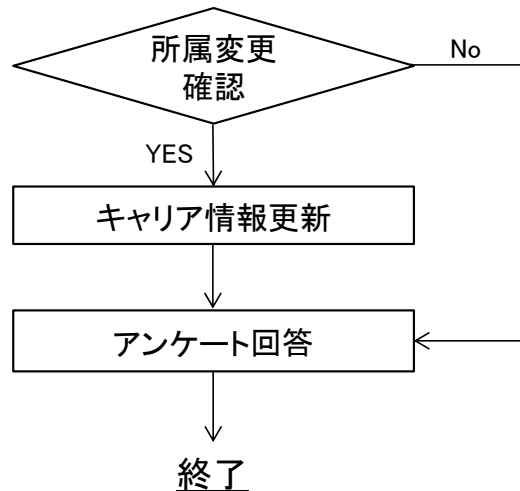 所属変更
確認
No
YES
キャリア情報更新
アンケート回答
終了